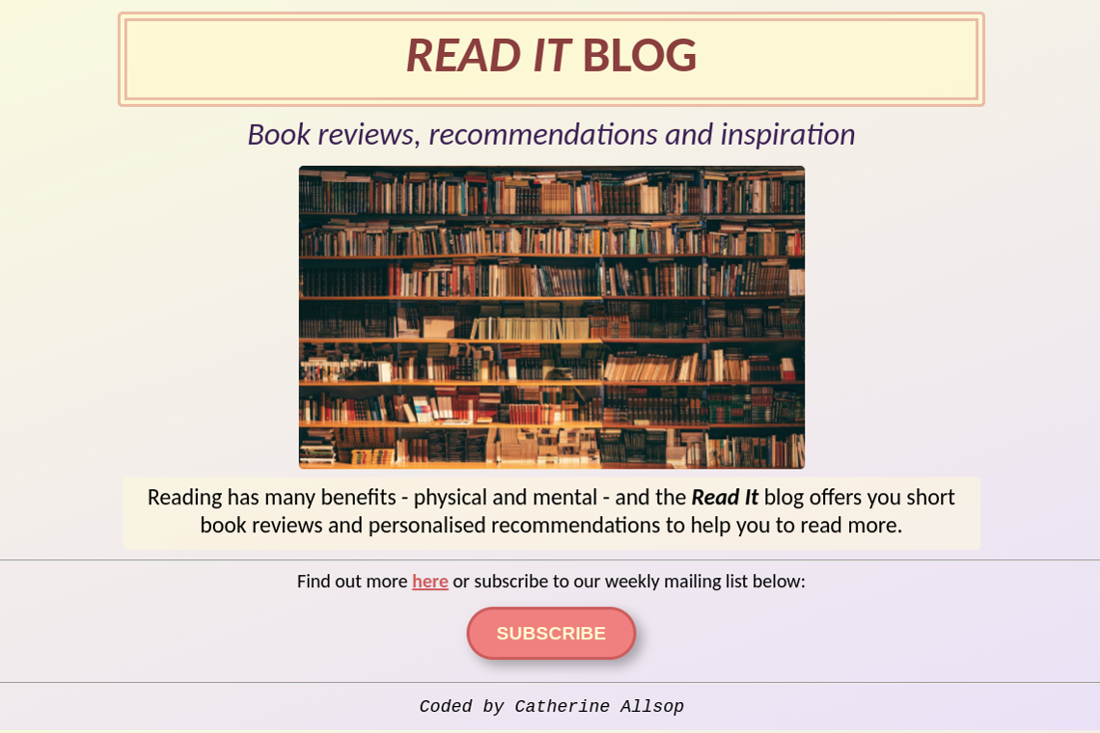 READ IT BLOG
Book reviews, recommendations and inspiration
Reading has many benefits - physical and mental - and the Read It blog offers you short
book reviews and personalised recommendations to help you to read more.
Find out more here or subscribe to our weekly mailing list below:
SUBSCRIBE
Coded by Catherine Allsop